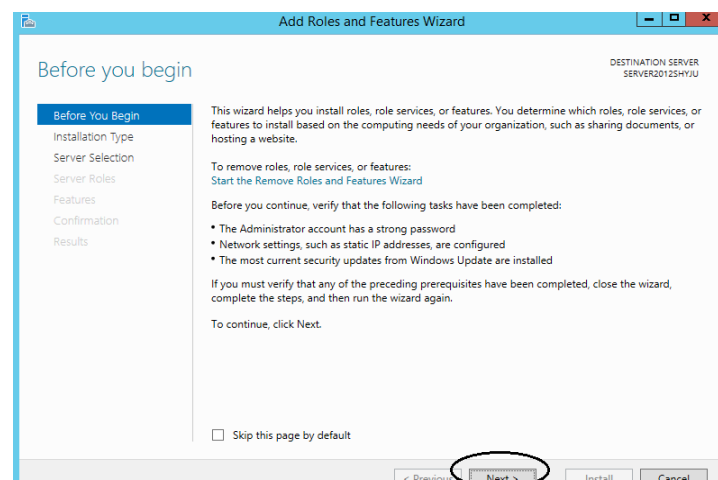 Add Roles and Features Wizard
x
Before you begin
DESTINATION SERVER
SERVER2012SHYJU
Before You Begin
Installation Type
Server Selection
Server Roles
Features
Confirmation
Results
This wizard helps you install roles, role services, or features. You determine which roles, role services, or
features to install based on the computing needs of your organization, such as sharing documents, or
hosting a website.
To remove roles, role services, or features:
Start the Remove Roles and Features Wizard
Before you continue, verify that the following tasks have been completed:
• The Administrator account has a strong password
• Network settings, such as static IP addresses, are configured
• The most current security updates from Windows Update are installed
If you must verify that any of the preceding prerequisites have been completed, close the wizard,
complete the steps, and then run the wizard again.
To continue, click Next.
Skip this page by default
< Previous Next > Install Cancel